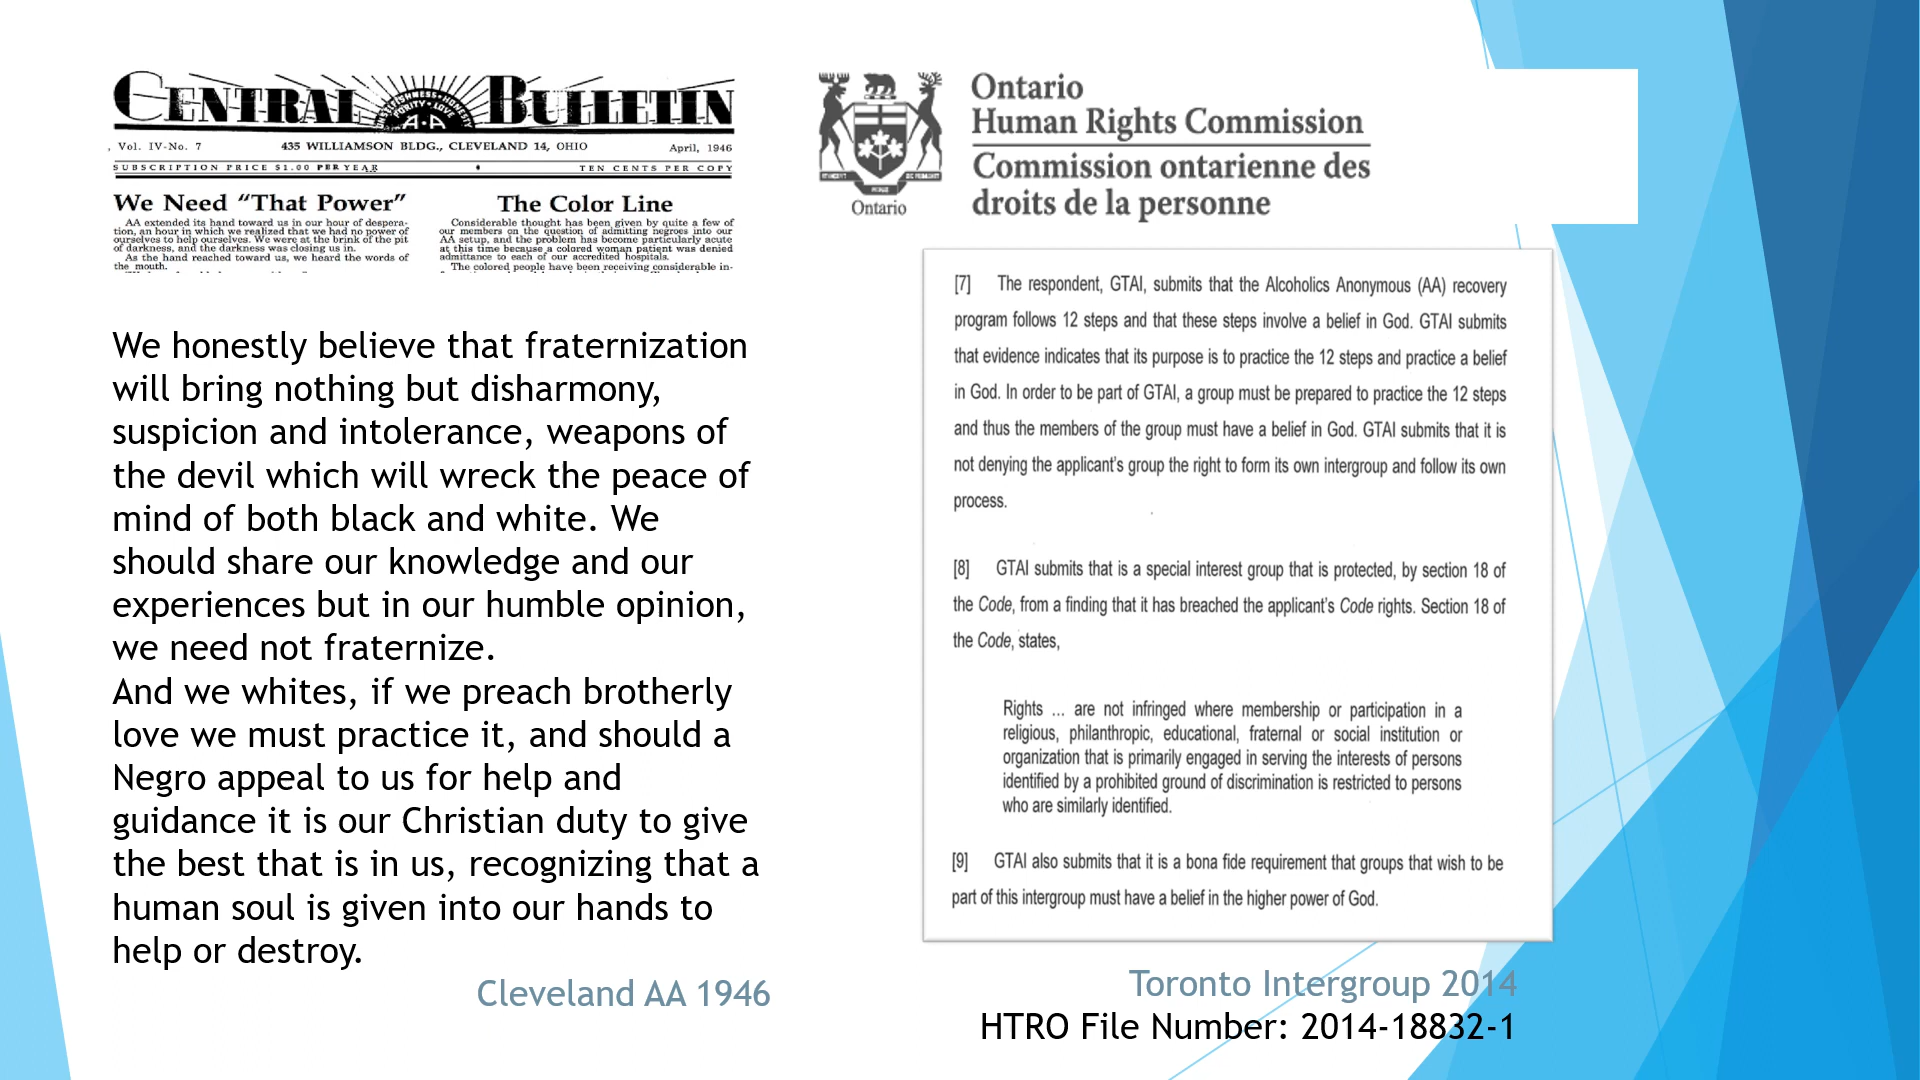 CENTRAL BULLETIN
UNSELFISHNESS•HONESTY
PURITY•LOVE
A•A
Vol. IV-No. 7 435 WILLIAMSON BLDG., CLEVELAND 14, OHIO April, 1946
SUBSCRIPTION PRICE $1.00 PER YEAR • TEN CENTS PER COPY
We Need “That Power”
AA extended its hand toward us in our hour of despera-
tion, an hour in which we realized that we had no power of
ourselves to help ourselves. We were at the brink of the pit
of darkness, and the darkness was closing us in.
As the hand reached toward us, we heard the words of
the mouth.
The Color Line
Considerable thought has been given by quite a few of
our members on the question of admitting negroes into our
AA setup, and the problem has become particularly acute
at this time because a colored woman patient was denied
admittance to each of our accredited hospitals.
The colored people have been receiving considerable in-
We honestly believe that fraternization
will bring nothing but disharmony,
suspicion and intolerance, weapons of
the devil which will wreck the peace of
mind of both black and white. We
should share our knowledge and our
experiences but in our humble opinion,
we need not fraternize.
And we whites, if we preach brotherly
love we must practice it, and should a
Negro appeal to us for help and
guidance it is our Christian duty to give
the best that is in us, recognizing that a
human soul is given into our hands to
help or destroy.
Cleveland AA 1946
Ontario
Ontario
Human Rights Commission
Commission ontarienne des
droits de la personne
[7] The respondent, GTAI, submits that the Alcoholics Anonymous (AA) recovery
program follows 12 steps and that these steps involve a belief in God. GTAI submits
that evidence indicates that its purpose is to practice the 12 steps and practice a belief
in God. In order to be part of GTAI, a group must be prepared to practice the 12 steps
and thus the members of the group must have a belief in God. GTAI submits that it is
not denying the applicant's group the right to form its own intergroup and follow its own
process.
[8] GTAI submits that is a special interest group that is protected, by section 18 of
the Code, from a finding that it has breached the applicant's Code rights. Section 18 of
the Code, states,
Rights ... are not infringed where membership or participation in a
religious, philanthropic, educational, fraternal or social institution or
organization that is primarily engaged in serving the interests of persons
identified by a prohibited ground of discrimination is restricted to persons
who are similarly identified.
[9] GTAI also submits that it is a bona fide requirement that groups that wish to be
part of this intergroup must have a belief in the higher power of God.
Toronto Intergroup 2014
HTRO File Number: 2014-18832-1